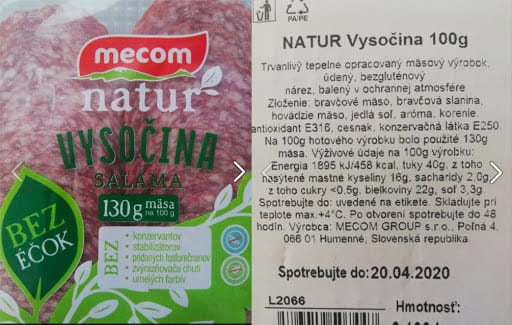 mecom
natur
VYSOČINA
SALÁMA
130g mäsa
na 100 g
BEZ
ÉČOK
BEZ
• konzervantov
• stabilizátorov
• pridaných fosforečnanov
• zvýrazňovača chuti
• umelých farbív
PA/PE
NATUR Vysočina 100g
Trvanlivý tepelne opracovaný mäsový výrobok,
údený, bezgluténový
nárez, balený v ochrannej atmosfére
Zloženie: bravčové mäso, bravčová slanina,
hovädzie mäso, jedlá soľ, aróma, korenie,
antioxidant E316, cesnak, konzervačná látka E250.
Na 100g hotového výrobku bolo použité 130g
mäsa. Výživové údaje na 100g výrobku:
Energia 1895 kJ/458 kcal, tuky 40g, z toho
nasýtené mastné kyseliny 16g, sacharidy 2,0g
z toho cukry <0.5g, bielkoviny 22g, soľ 3,3g
Spotrebujte do: uvedené na etikete. Skladujte pri
teplote max.+4°C. Po otvorení spotrebujte do 48
hodín. Výrobca: MECOM GROUP s.r.o., Poľná 4,
066 01 Humenné, Slovenská republika.
Spotrebujte do:20.04.2020
L2066
Hmotnosť: